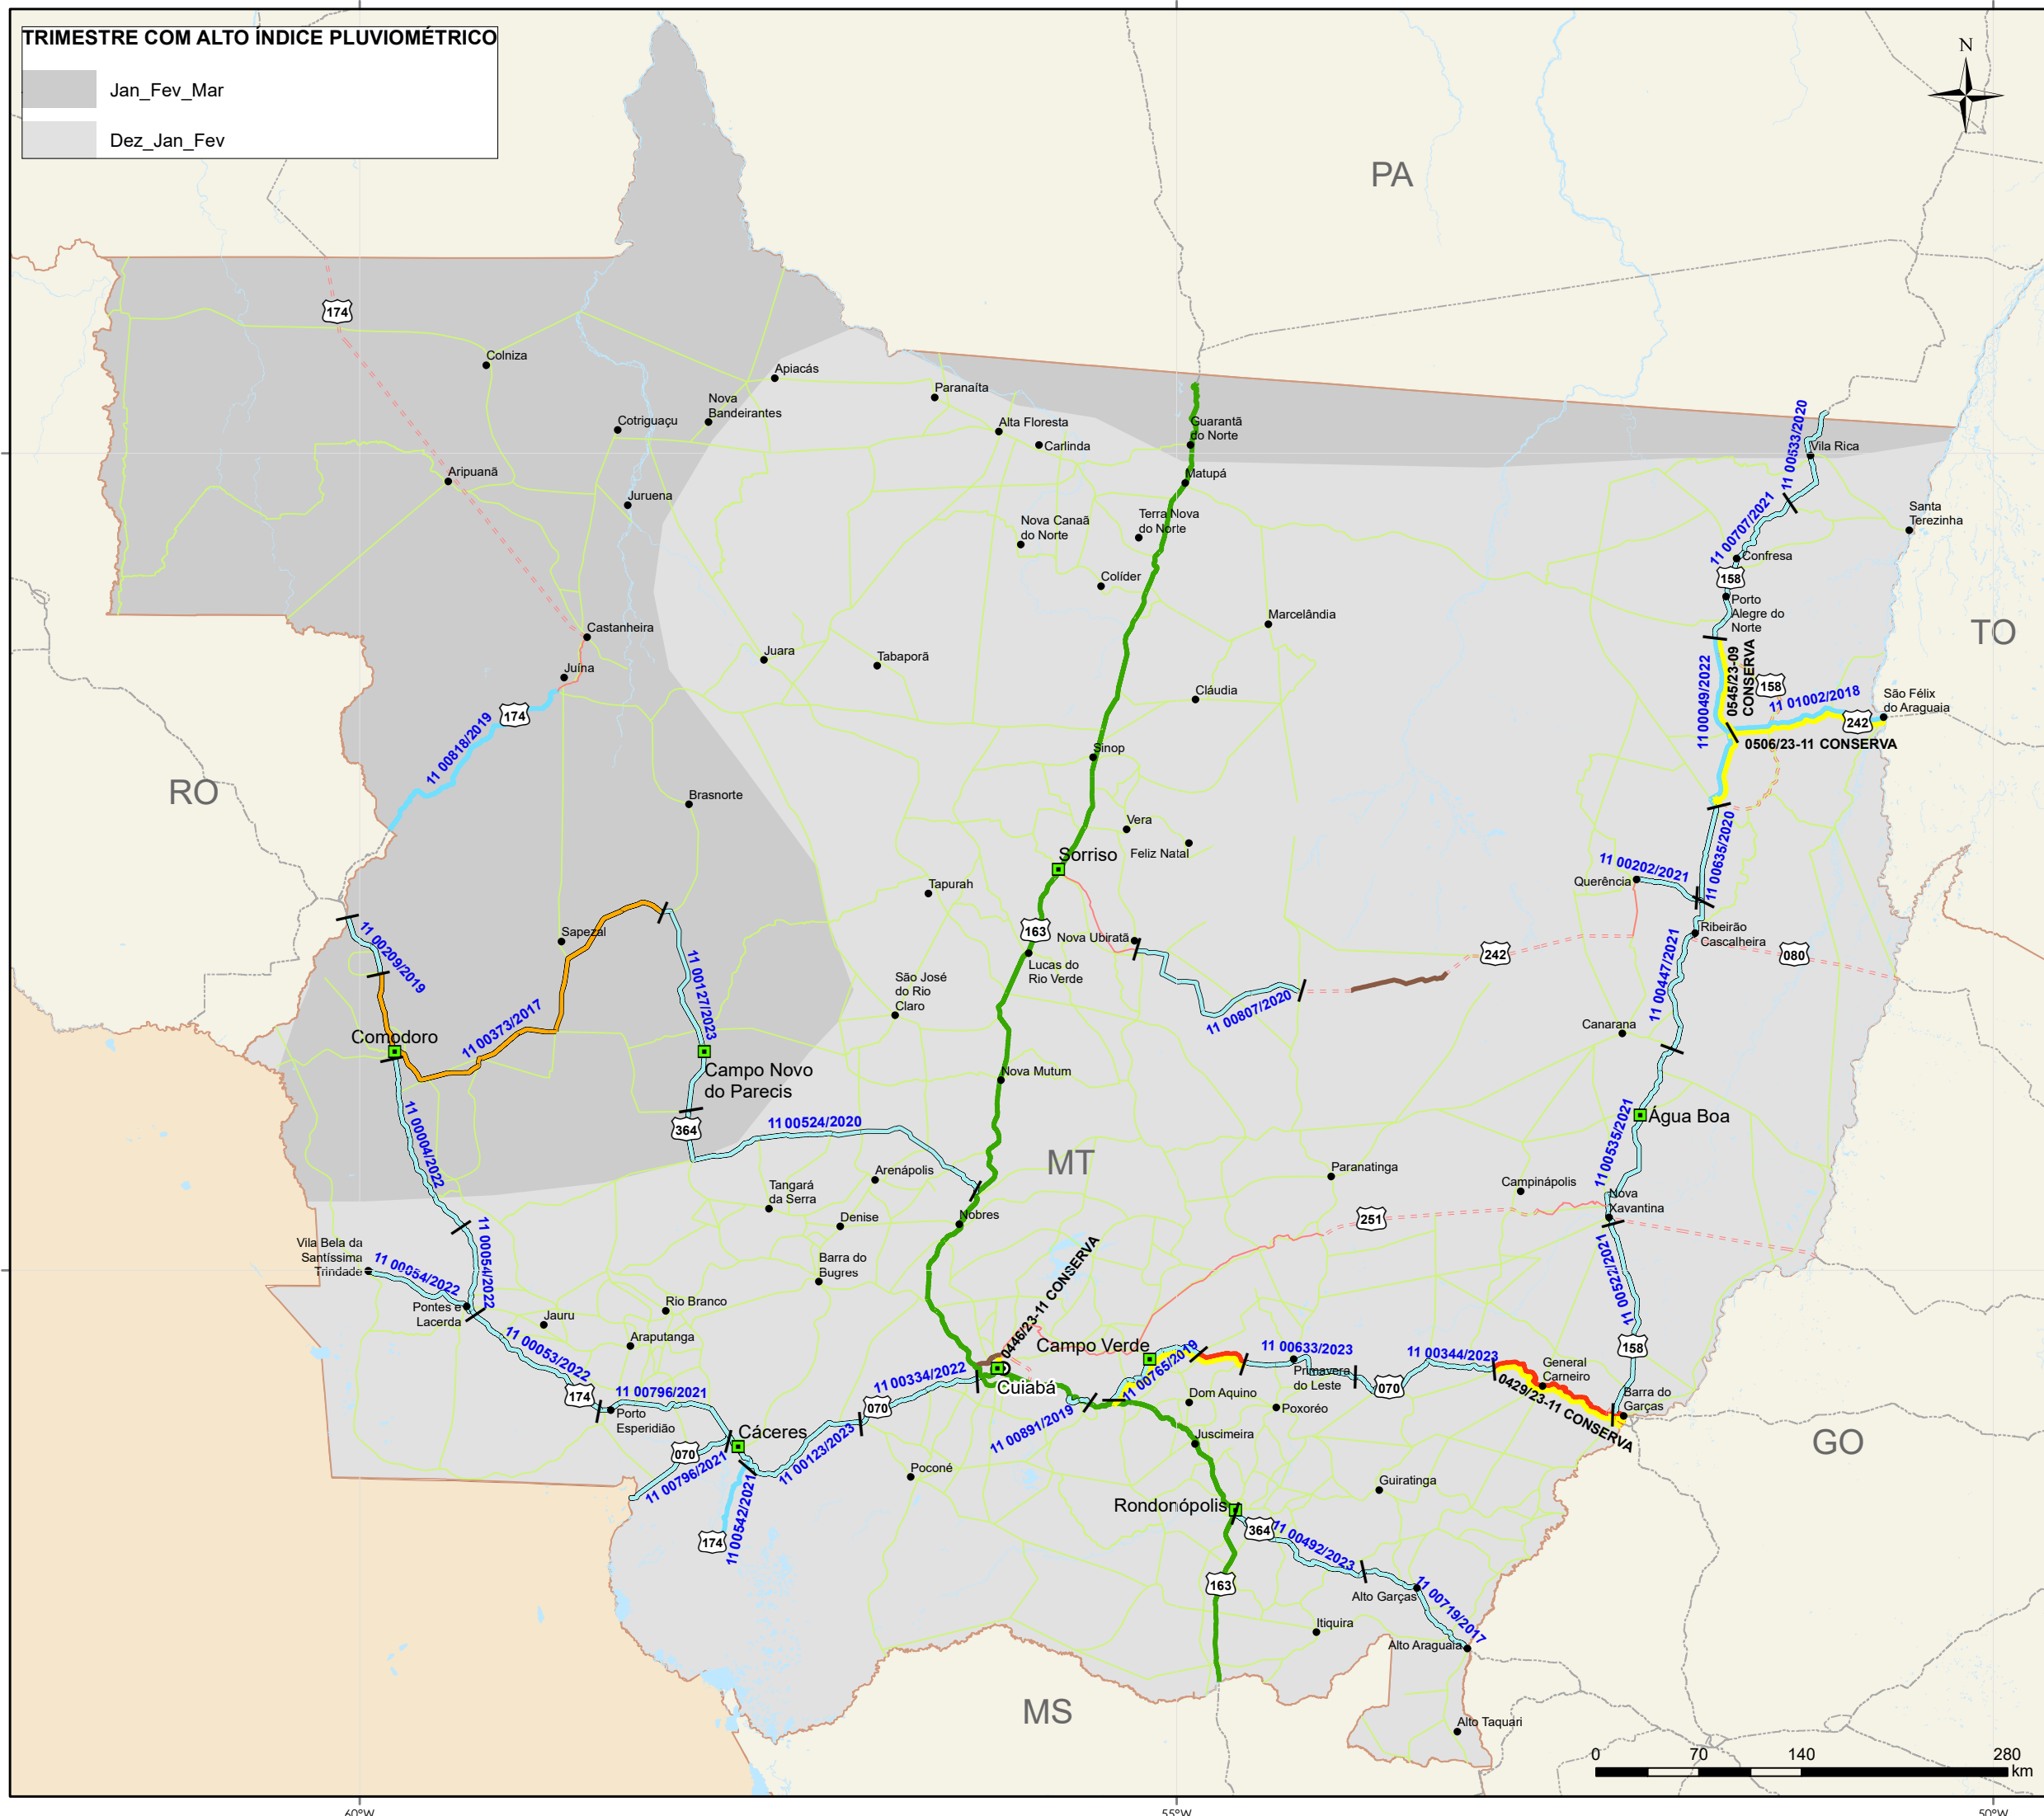 TRIMESTRE COM ALTO ÍNDICE PLUVIOMÉTRICO
Jan_Fev_Mar
Dez_Jan_Fev
N
PA
174
Colniza
Apiacás
Nova
Bandeirantes
Paranaíta
Cotriguaçu
Alta Floresta
Carlinda
Guarantã
do Norte
11 00533/2020
Vila Rica
Aripuanã
Juruena
Matupá
Nova Canaã
do Norte
Terra Nova
do Norte
11 00707/2021
Santa
Terezinha
Confresa
158
Colíder
Porto
Alegre do
Norte
Marcelândia
Castanheira
TO
Juína
Juara
Tabaporã
Cláudia
11 00049/2022
0545/23-09
CONSERVA
158
11 01002/2018
São Félix
do Araguaia
242
0506/23-11 CONSERVA
174
11 00818/2019
Sinop
RO
Brasnorte
Vera
Feliz Natal
11 00635/2020
Sorriso
11 00202/2021
Querência
Tapurah
163
Nova Ubiratã
Sapezal
Ribeirão
Cascalheira
242
080
11 00209/2019
Lucas do
Rio Verde
São José
do Rio
Claro
11 00127/2023
11 00447/2021
11 00807/2020
11 00373/2017
Comodoro
Canarana
Campo Novo
do Parecis
Nova Mutum
364
11 00524/2020
11 00004/2022
Água Boa
11 00535/2021
MT
Arenápolis
Paranatinga
Campinápolis
Tangará
da Serra
Nova
Xavantina
Denise
Nobres
251
11 00054/2022
Vila Bela da
Santíssima
Trindade
11 00054/2022
Barra do
Bugres
0446/23-11 CONSERVA
11 00522/2021
Pontes e
Lacerda
Rio Branco
Jauru
Araputanga
11 00053/2022
Campo Verde
11 00765/2019
11 00633/2023
11 00344/2023
158
Primavera
do Leste
General
Carneiro
11 00334/2022
Cuiabá
070
174
11 00796/2021
070
Dom Aquino
Poxoréo
0429/23-11 CONSERVA
Barra do
Garças
Porto
Esperidião
11 00891/2019
Cáceres
11 00123/2023
Juscimeira
GO
070
11 00796/2021
Poconé
Guiratinga
11 00542/2021
Rondonópolis
364
11 00492/2023
174
163
Alto Garças
11 00719/2017
Itiquira
Alto Araguaia
MS
Alto Taquari
0 70 140 280
km
60°W 55°W 50°W